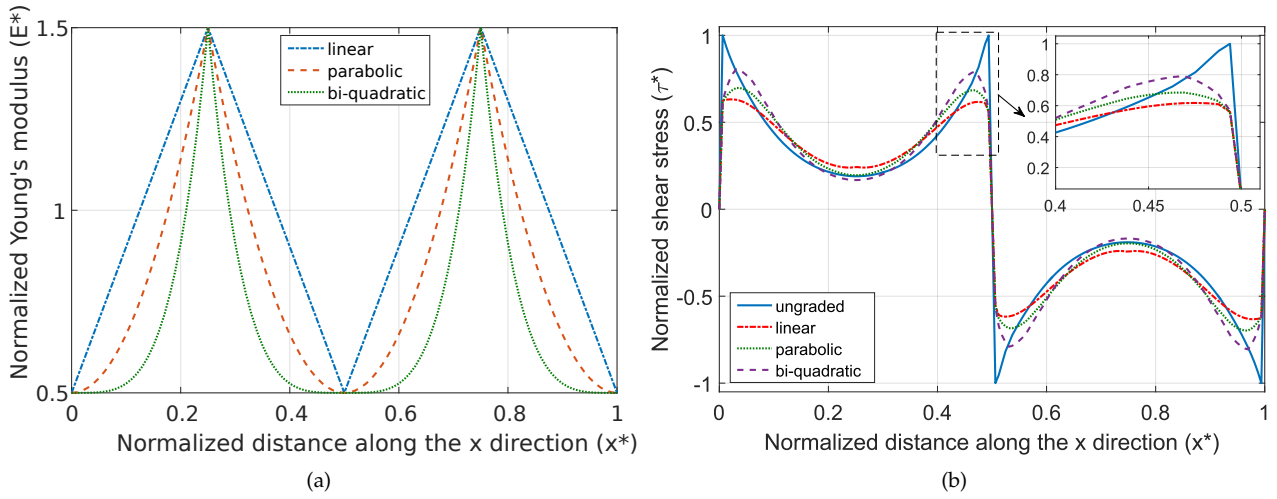 Normalized Young's modulus (E*)
1.5
1
0.5
linear
parabolic
bi-quadratic
0
0.2
0.4
0.6
0.8
1
Normalized distance along the x direction (x*)
(a)
Normalized shear stress (τ*)
1
0.5
0
-0.5
-1
1
0.8
0.6
0.4
0.2
0.4
0.45
0.5
ungraded
linear
parabolic
bi-quadratic
0
0.2
0.4
0.6
0.8
1
Normalized distance along the x direction (x*)
(b)